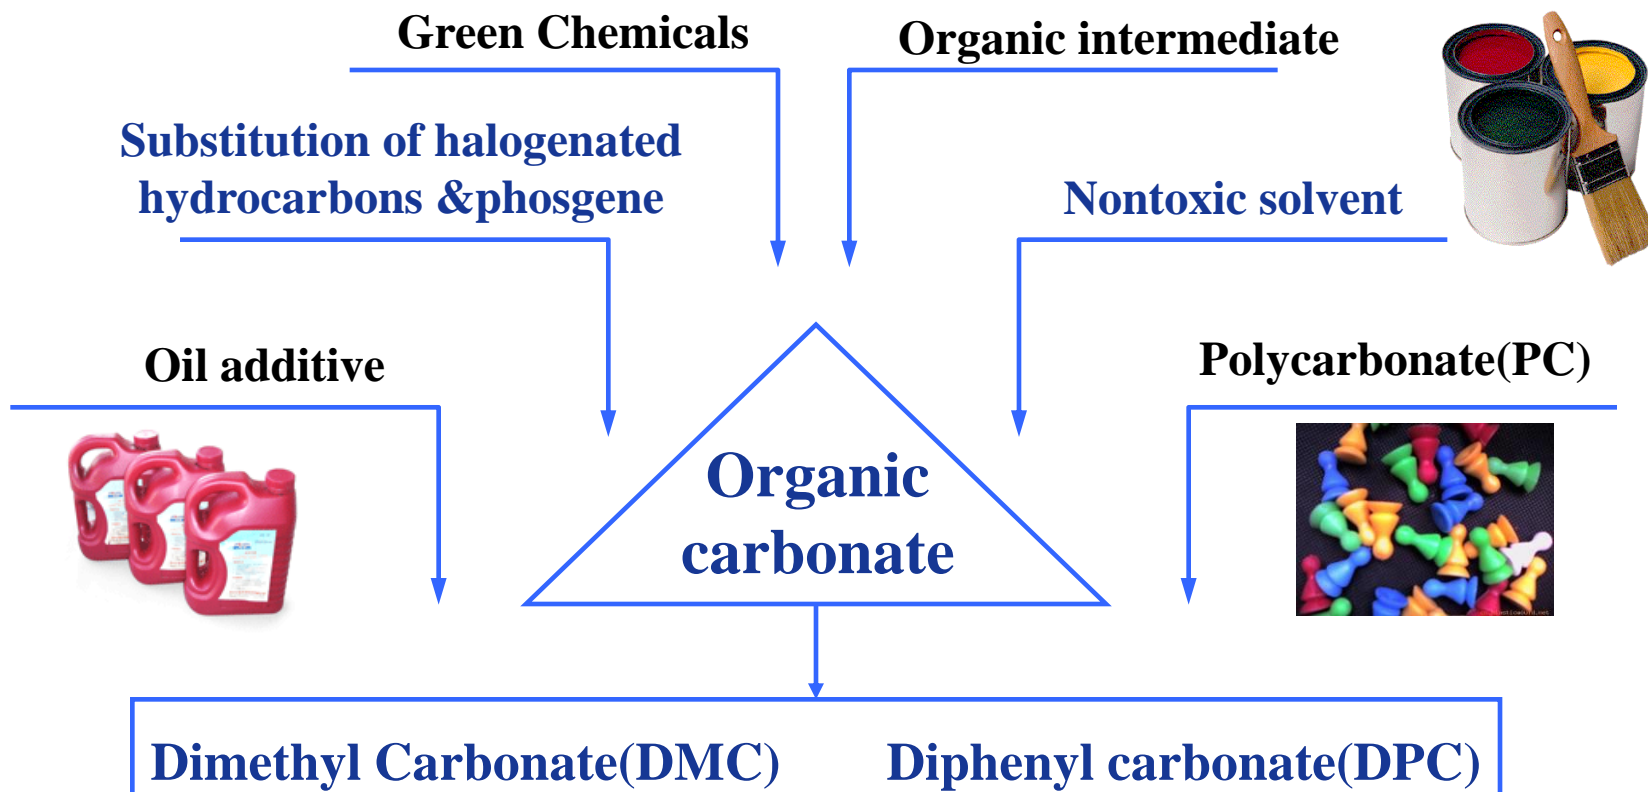 Green Chemicals
Organic intermediate
Substitution of halogenated
hydrocarbons &phosgene
Nontoxic solvent
Oil additive
Polycarbonate(PC)
Organic
carbonate
Dimethyl Carbonate(DMC)
Diphenyl carbonate(DPC)